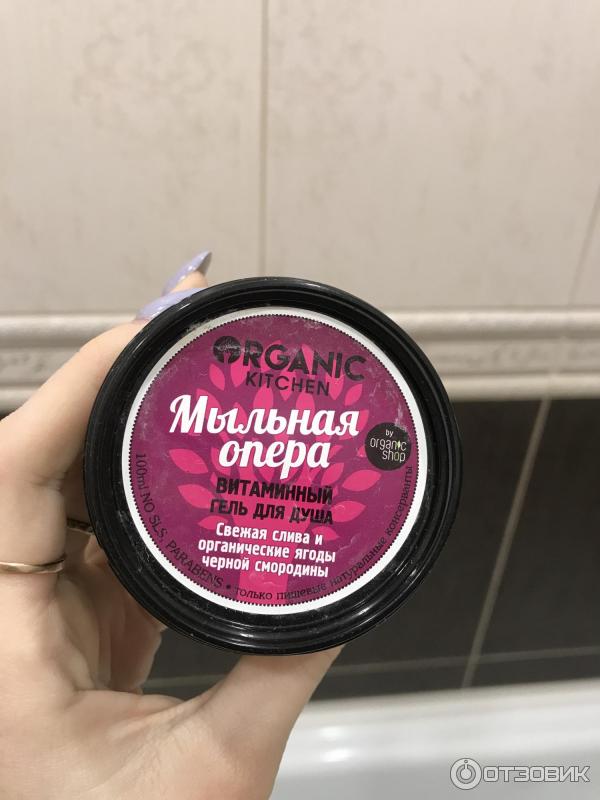 ORGANIC
KITCHEN
Мыльная
опера
by
organic
shop
ВИТАМИННЫЙ
ГЕЛЬ ДЛЯ ДУША
Свежая слива и
органические ягоды
черной смородины
100ml NO SLS, PARABENS • только пищевые натуральные консерванты
ОТЗОВИК